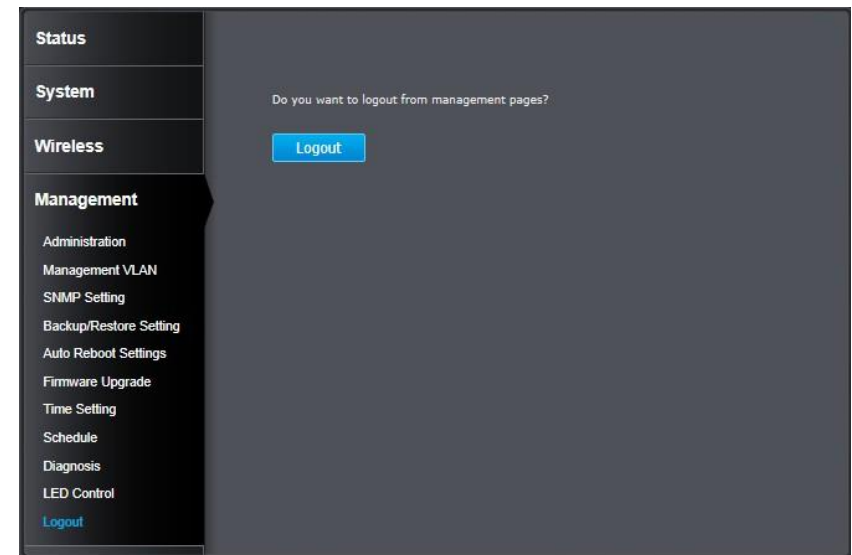 Status
System
Wireless
Management
Administration
Management VLAN
SNMP Setting
Backup/Restore Setting
Auto Reboot Settings
Firmware Upgrade
Time Setting
Schedule
Diagnosis
LED Control
Logout
Do you want to logout from management pages?
Logout